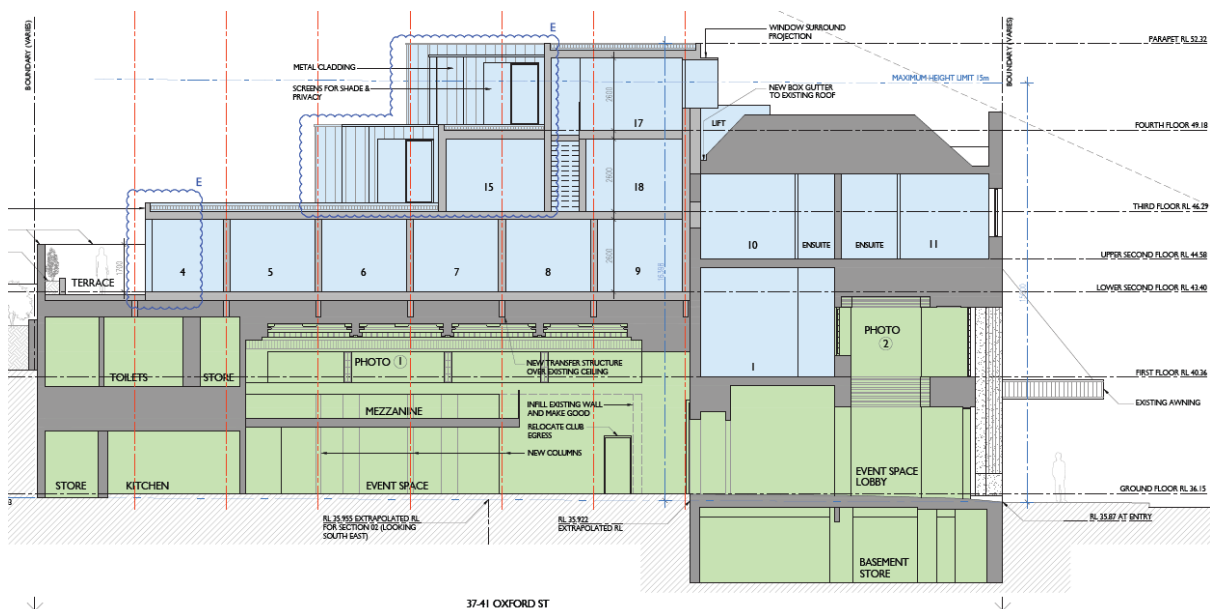 BOUNDARY (VARIES)
E
WINDOW SURROUND
PROJECTION
BOUNDARY (VARIES)
PARAPET RL 52.32
METAL CLADDING
MAXIMUM HEIGHT LIMIT 15m
SCREENS FOR SHADE &
PRIVACY
NEW BOX GUTTER
TO EXISTING ROOF
2600
17
LIFT
FOURTH FLOOR 49.18
E
15
2600
18
THIRD FLOOR RL 46.29
10
ENSUITE
ENSUITE
11
UPPER SECOND FLOOR RL 44.58
1700
TERRACE
4
5
6
7
8
2600
9
LOWER SECOND FLOOR RL 43.40
PHOTO
2
PHOTO 1
NEW TRANSFER STRUCTURE
OVER EXISTING CEILING
1
TOILETS
STORE
FIRST FLOOR RL 40.36
EXISTING AWNING
MEZZANINE
INFILL EXISTING WALL
AND MAKE GOOD
RELOCATE CLUB
EGRESS
NEW COLUMNS
STORE
KITCHEN
EVENT SPACE
EVENT SPACE
LOBBY
GROUND FLOOR RL 36.15
RL 35.955 EXTRAPOLATED RL
FOR SECTION 02 (LOOKING
SOUTH EAST)
RL 35.922
EXTRAPOLATED RL
RL 35.87 AT ENTRY
BASEMENT
STORE
37-41 OXFORD ST